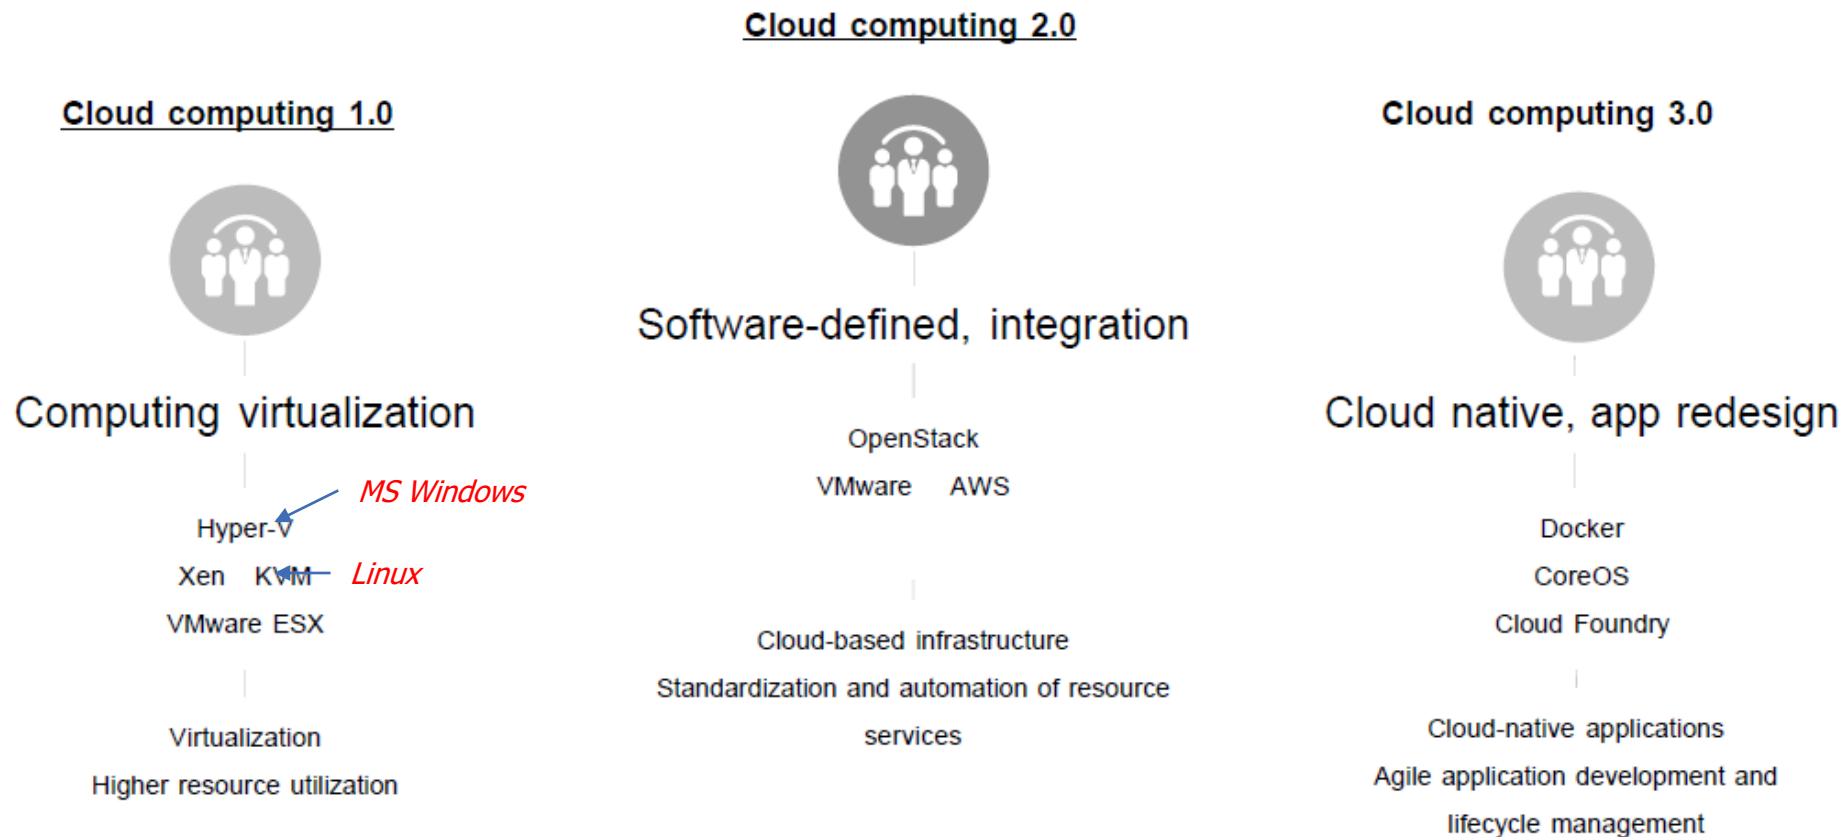 Cloud computing 1.0
Computing virtualization
MS Windows
Hyper-V
Xen KVM
Linux
VMware ESX
Virtualization
Higher resource utilization
Cloud computing 2.0
Software-defined, integration
OpenStack
VMware AWS
Cloud-based infrastructure
Standardization and automation of resource
services
Cloud computing 3.0
Cloud native, app redesign
Docker
CoreOS
Cloud Foundry
Cloud-native applications
Agile application development and
lifecycle management